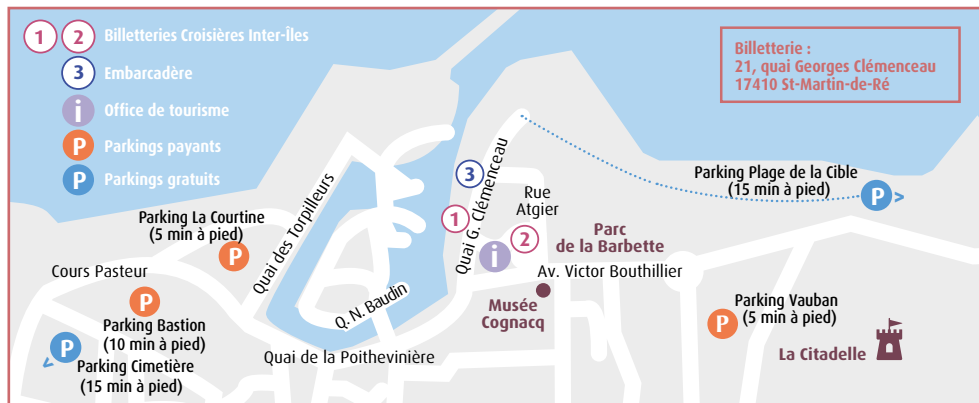 1 2 Billetteries Croisières Inter-Îles
3 Embarcadère
i Office de tourisme
P Parkings payants
P Parkings gratuits
Billetterie :
21, quai Georges Clémenceau
17410 St-Martin-de-Ré
Parking Plage de la Cible
(15 min à pied)
P
3
Rue
Atgier
1
Quai G. Clémenceau
2
i
Parc
de la Barbette
Av. Victor Bouthillier
Musée
Cognacq
Parking La Courtine
(5 min à pied)
P
Quai des Torpilleurs
Cours Pasteur
P
Parking Bastion
(10 min à pied)
P
Parking Cimetière
(15 min à pied)
Q. N. Baudin
Quai de la Poithevinière
Parking Vauban
(5 min à pied)
P
La Citadelle